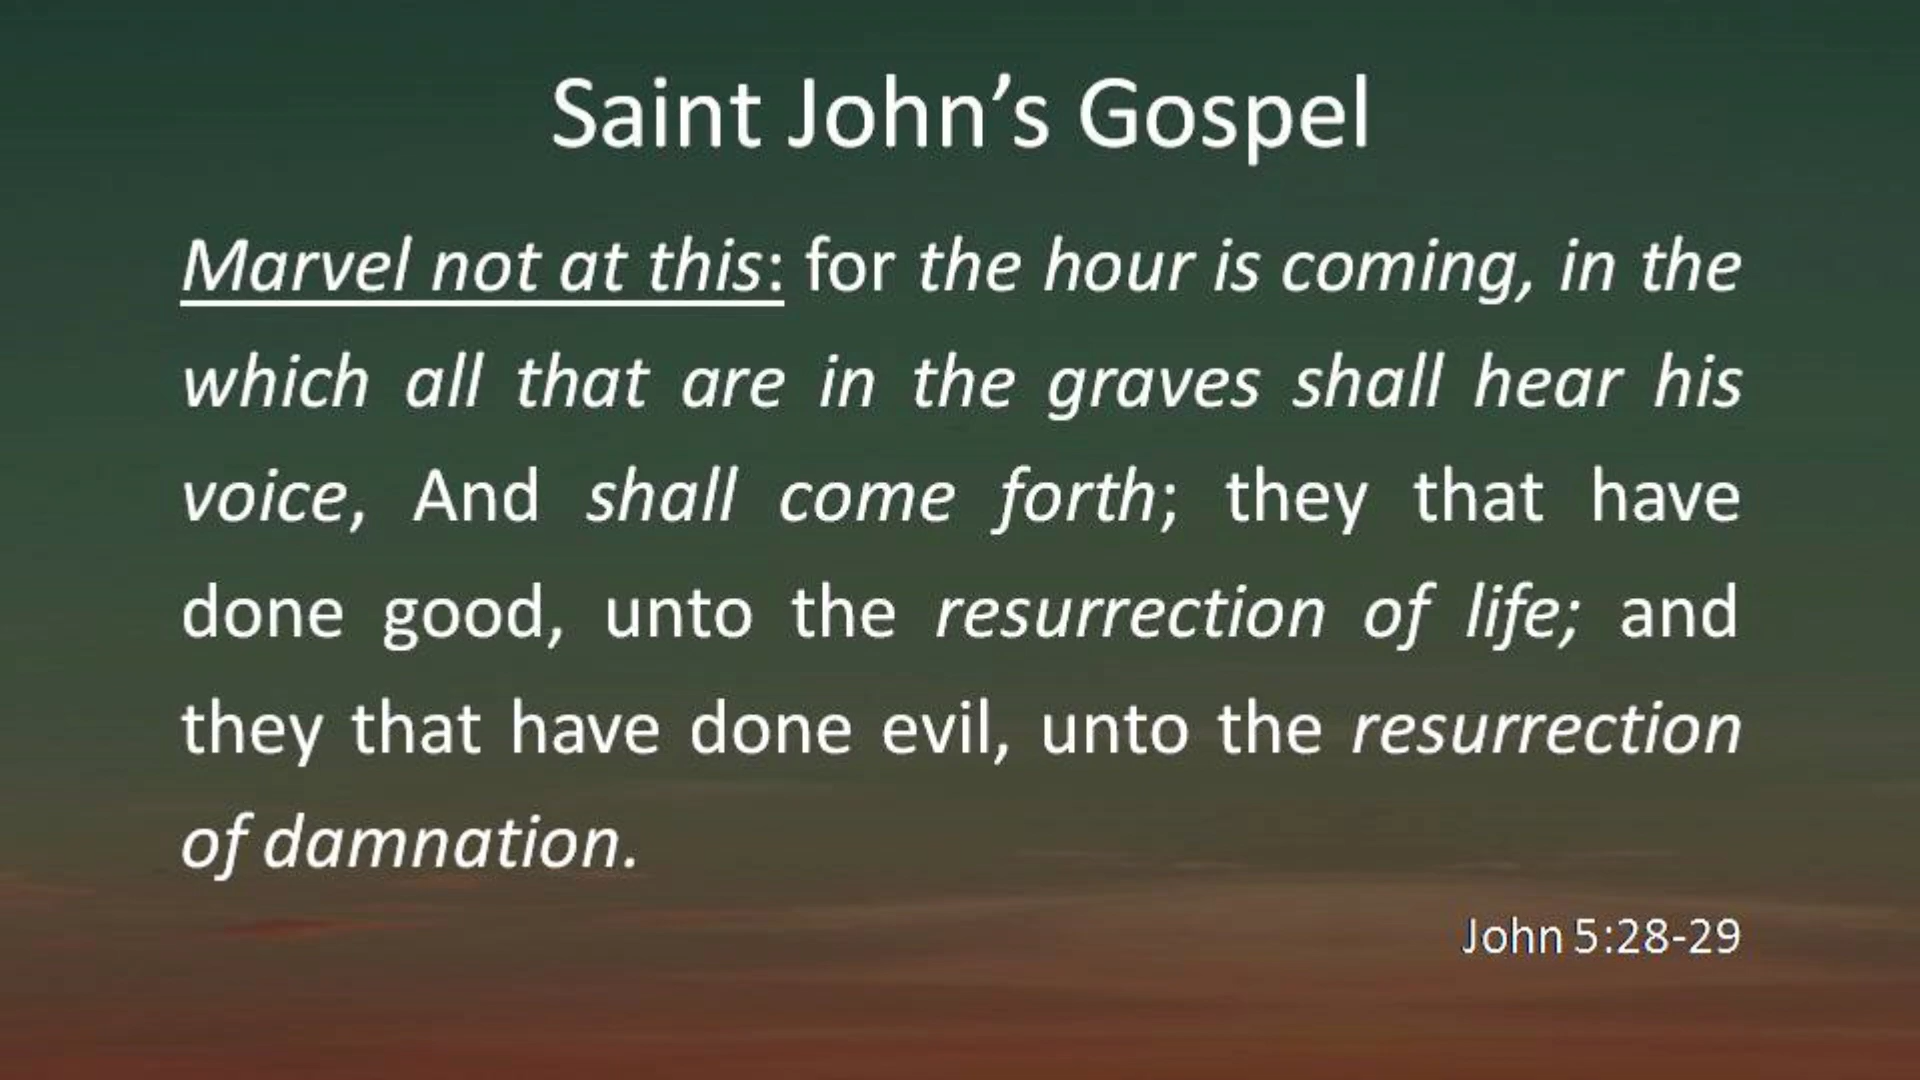 Saint John’s Gospel
Marvel not at this: for the hour is coming, in the
which all that are in the graves shall hear his
voice, And shall come forth; they that have
done good, unto the resurrection of life; and
they that have done evil, unto the resurrection
of damnation.
John 5:28-29